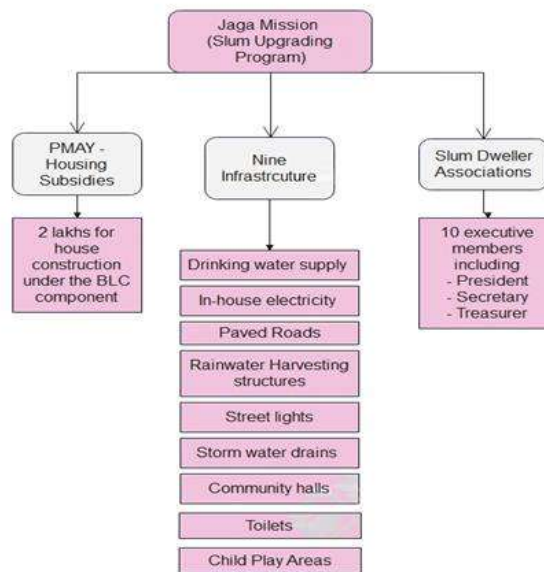 Jaga Mission
(Slum Upgrading
Program)
PMAY -
Housing
Subsidies
Nine
Infrastrcuture
Slum Dweller
Associations
2 lakhs for
house
construction
under the BLC
component
10 executive
members
including
- President
- Secretary
- Treasurer
Drinking water supply
In-house electricity
Paved Roads
Rainwater Harvesting
structures
Street lights
Storm water drains
Community halls
Toilets
Child Play Areas